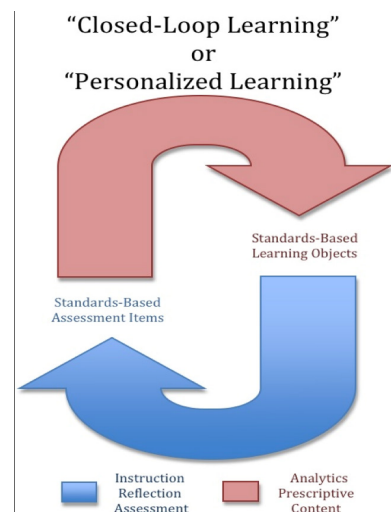 “Closed-Loop Learning”
or
“Personalized Learning”
Standards-Based
Learning Objects
Standards-Based
Assessment Items
Instruction
Reflection
Assessment
Analytics
Prescriptive
Content